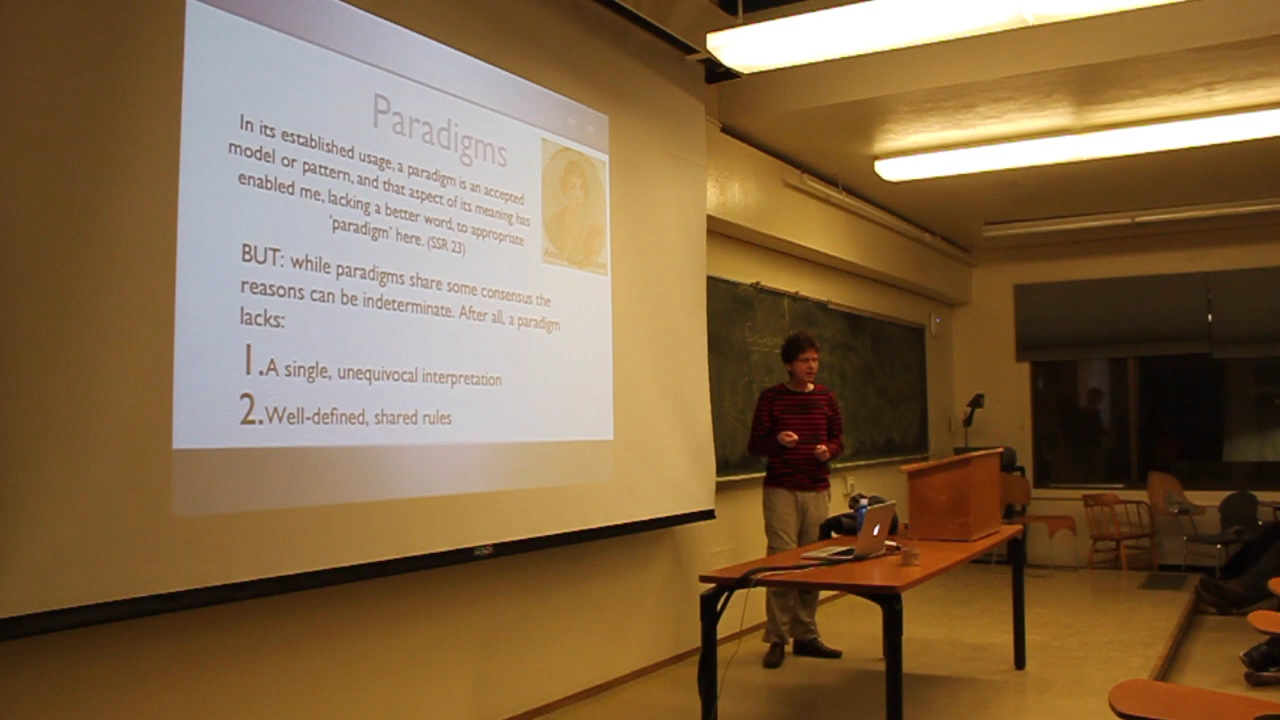 Paradigms
In its established usage, a paradigm is an accepted
model or pattern, and that aspect of its meaning has
enabled me, lacking a better word, to appropriate
'paradigm' here. (SSR 23)
BUT: while paradigms share some consensus the
reasons can be indeterminate. After all, a paradigm
lacks:
1.A single, unequivocal interpretation
2.Well-defined, shared rules